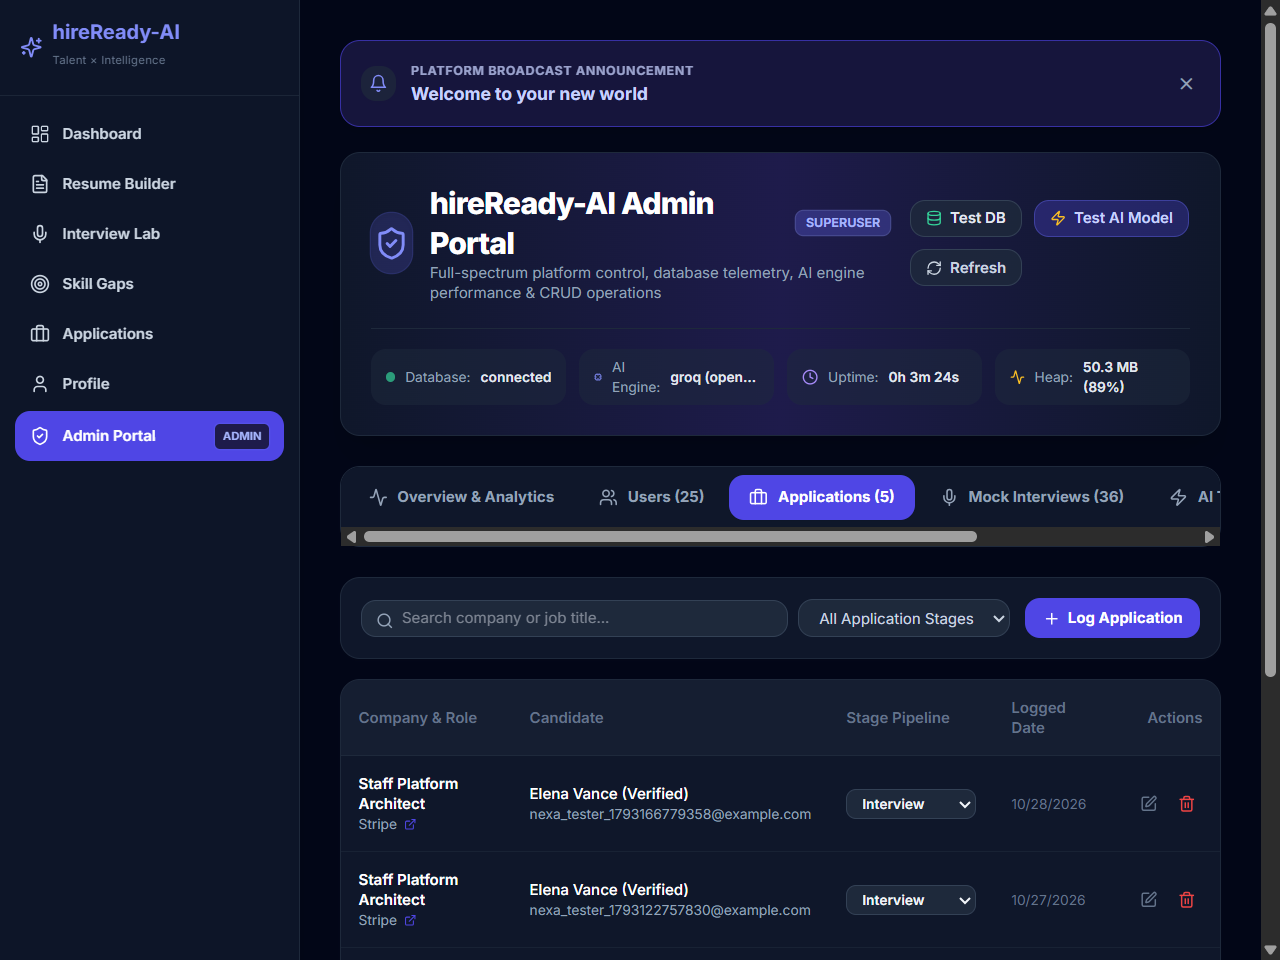 hireReady-AI
Talent × Intelligence
Dashboard
Resume Builder
Interview Lab
Skill Gaps
Applications
Profile
Admin Portal
ADMIN
PLATFORM BROADCAST ANNOUNCEMENT
Welcome to your new world
hireReady-AI Admin
Portal
SUPERUSER
Full-spectrum platform control, database telemetry, AI engine
performance & CRUD operations
Test DB
Test AI Model
Refresh
Database: connected
AI
Engine: groq (open...
Uptime: 0h 3m 24s
Heap: 50.3 MB
(89%)
Overview & Analytics
Users (25)
Applications (5)
Mock Interviews (36)
AI
Search company or job title...
All Application Stages
Log Application
Company & Role
Candidate
Stage Pipeline
Logged
Date
Actions
Staff Platform
Architect
Stripe
Elena Vance (Verified)
nexa_tester_1793166779358@example.com
Interview
10/28/2026
Staff Platform
Architect
Stripe
Elena Vance (Verified)
nexa_tester_1793122757830@example.com
Interview
10/27/2026